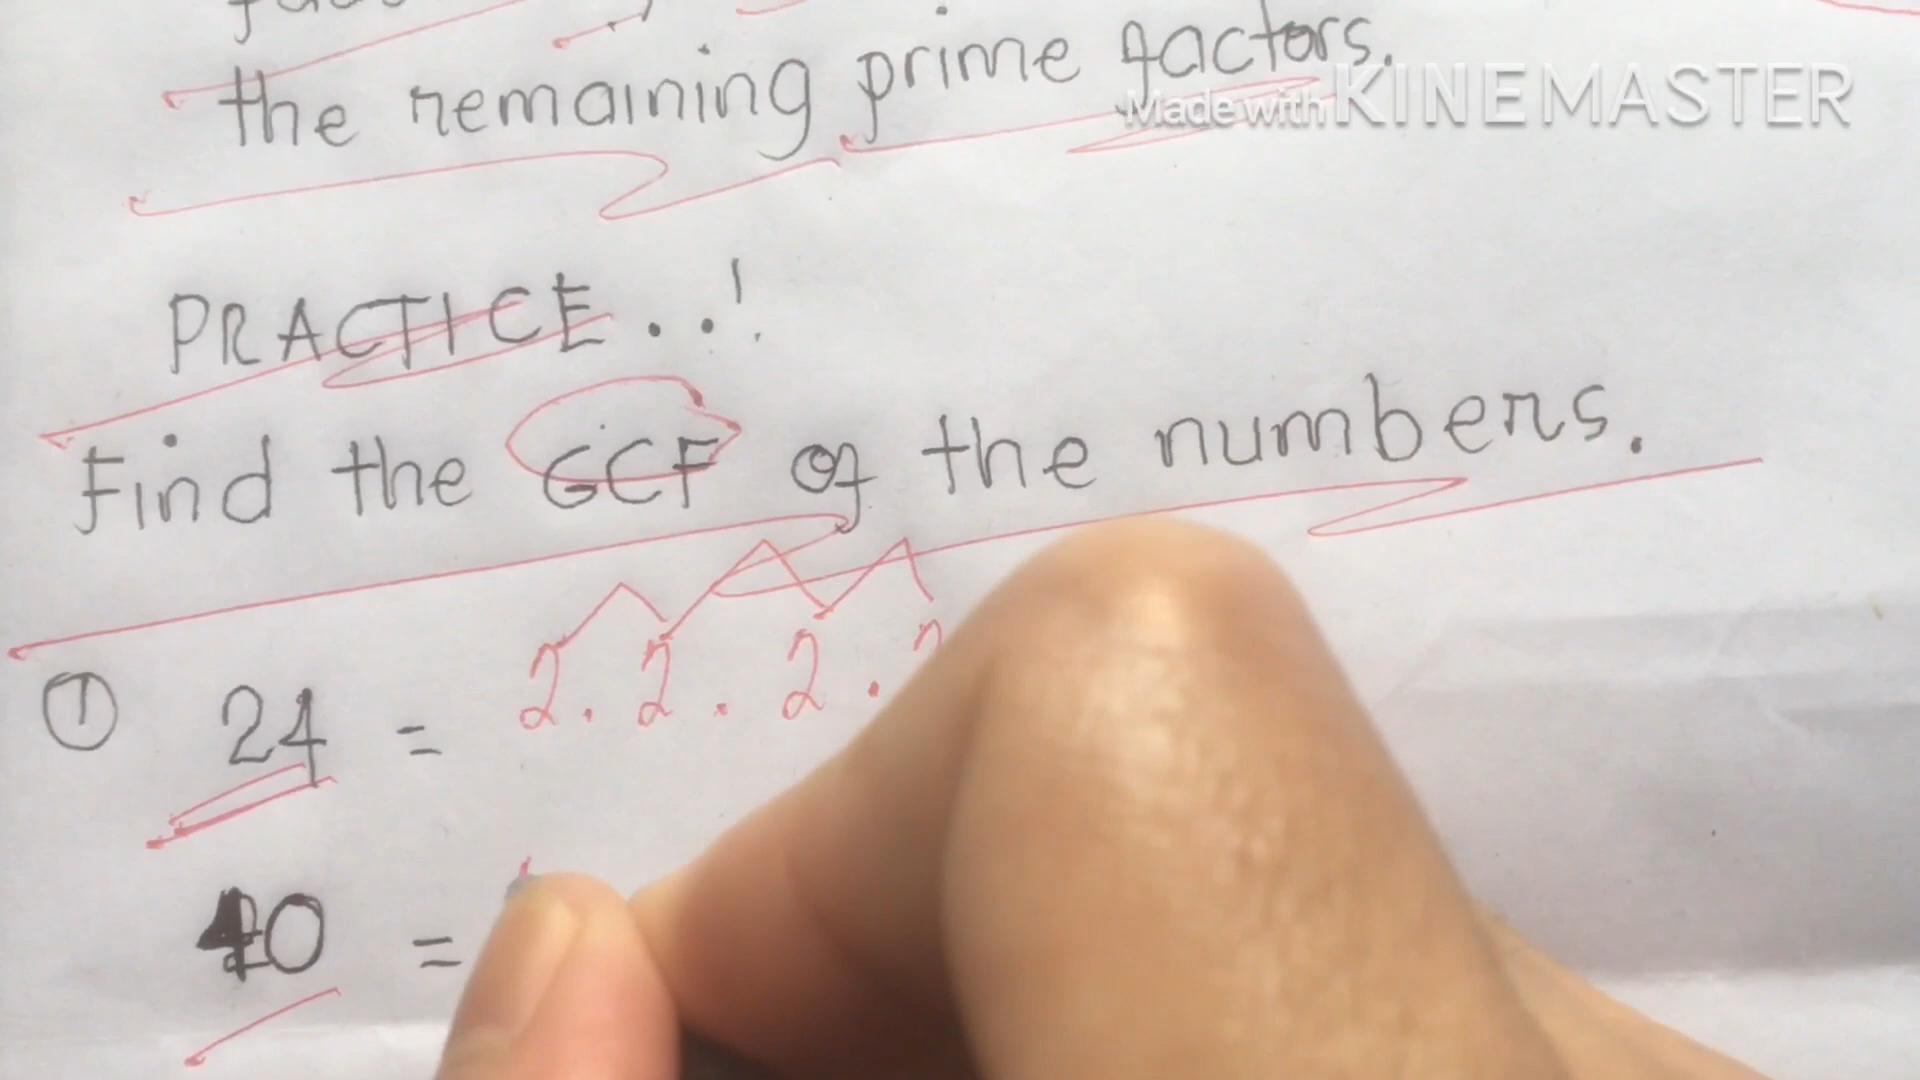 the remaining prime factors.
Made with KINEMASTER
PRACTICE..!
Find the GCF of the numbers.
① 24 = 2.2.2.
40 =